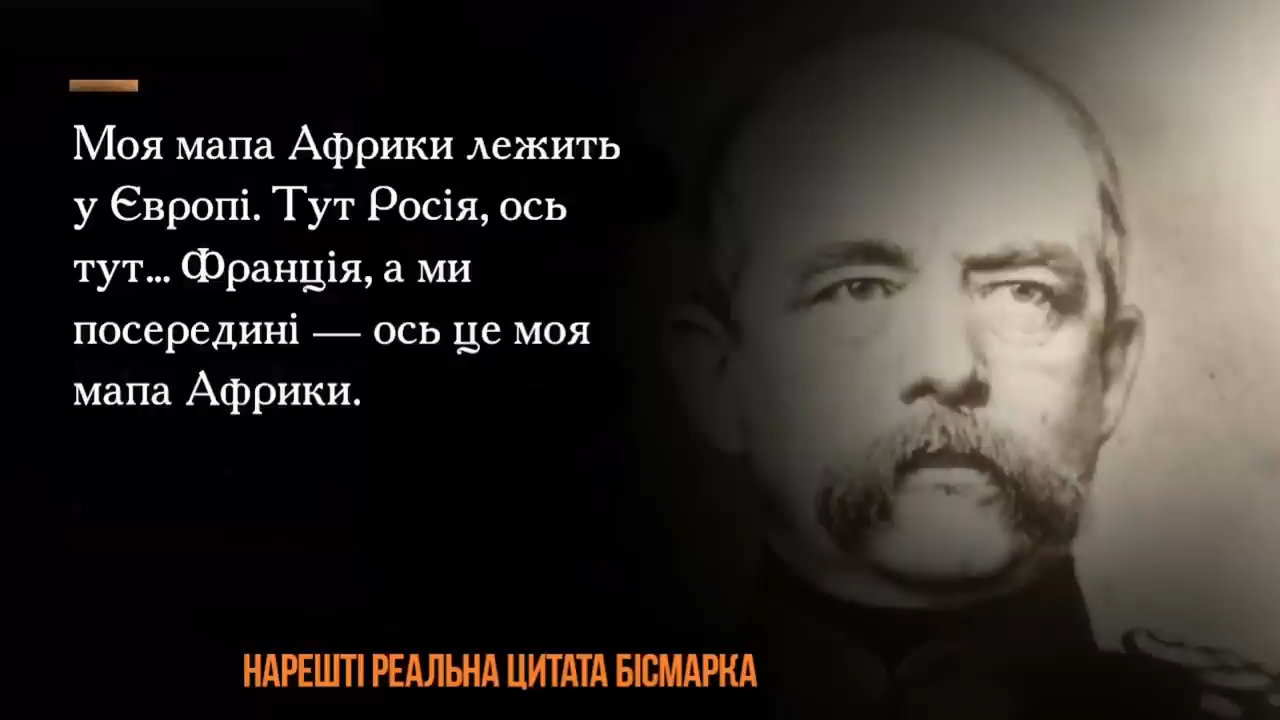 Моя мапа Африки лежить
у Європі. Тут Росія, ось
тут... Франція, а ми
посередині — ось це моя
мапа Африки.
НАРЕШТІ РЕАЛЬНА ЦИТАТА БІСМАРКА